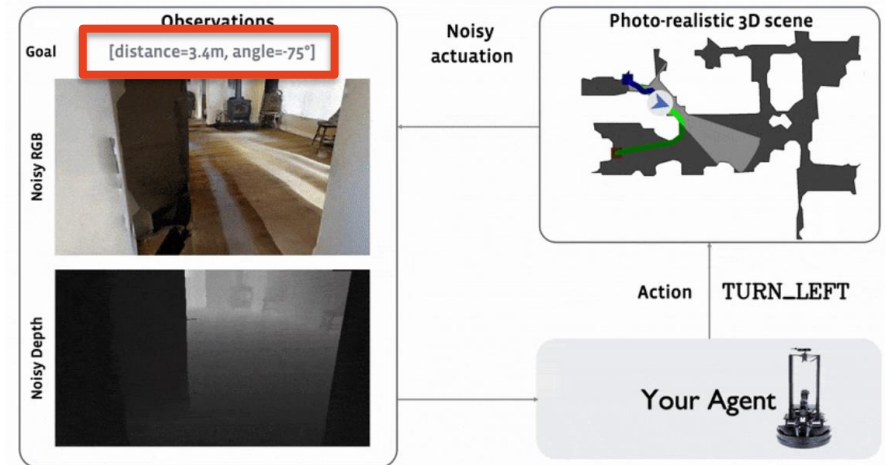 Observations
Goal
[distance=3.4m, angle=-75°]
Noisy RGB
Noisy Depth
Noisy
actuation
Photo-realistic 3D scene
Action
TURN_LEFT
Your Agent